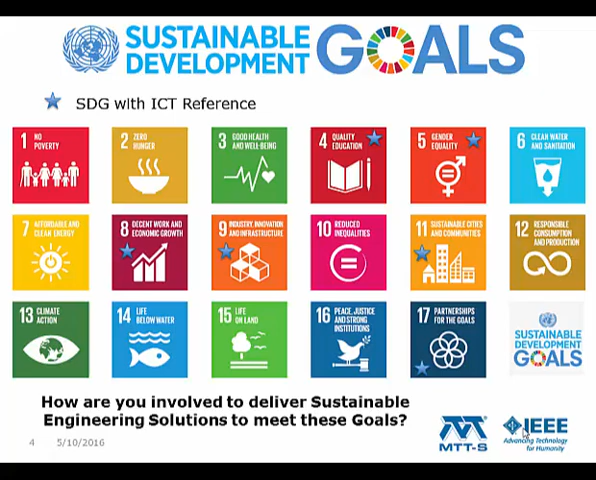 SUSTAINABLE
DEVELOPMENT
GOALS
SDG with ICT Reference
1 NO
POVERTY
2 ZERO
HUNGER
3 GOOD HEALTH
AND WELL-BEING
4 QUALITY
EDUCATION
5 GENDER
EQUALITY
6 CLEAN WATER
AND SANITATION
7 AFFORDABLE AND
CLEAN ENERGY
8 DECENT WORK AND
ECONOMIC GROWTH
9 INDUSTRY, INNOVATION
AND INFRASTRUCTURE
10 REDUCED
INEQUALITIES
11 SUSTAINABLE CITIES
AND COMMUNITIES
12 RESPONSIBLE
CONSUMPTION
AND PRODUCTION
13 CLIMATE
ACTION
14 LIFE
BELOW WATER
15 LIFE
ON LAND
16 PEACE, JUSTICE
AND STRONG
INSTITUTIONS
17 PARTNERSHIPS
FOR THE GOALS
SUSTAINABLE
DEVELOPMENT
GOALS
How are you involved to deliver Sustainable
Engineering Solutions to meet these Goals?
4 5/10/2016
MTT-S
IEEE
Advancing Technology
for Humanity